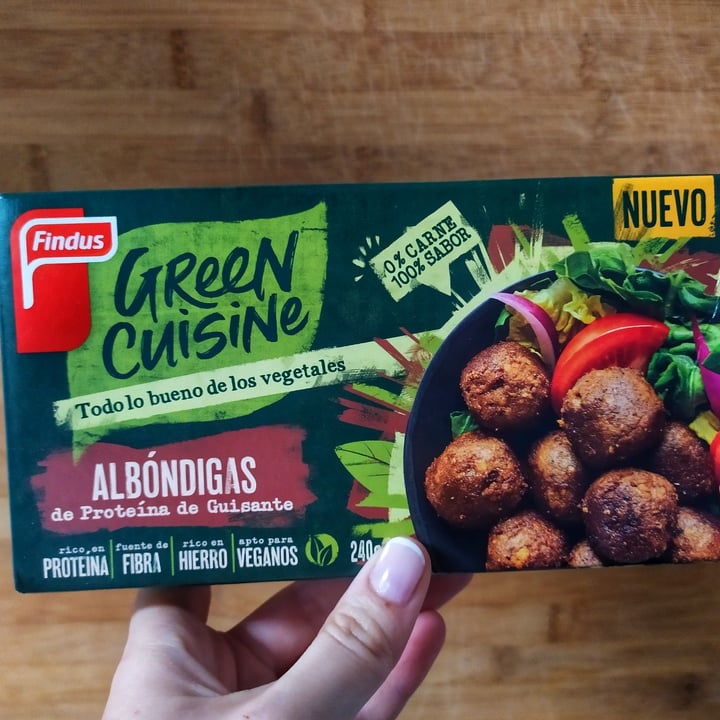 NUEVO
Findus
GREEN
CUISINE
0% CARNE
100% SABOR
Todo lo bueno de los vegetales
ALBÓNDIGAS
de Proteína de Guisante
rico en
PROTEÍNA
fuente de
FIBRA
rico en
HIERRO
apto para
VEGANOS
240g